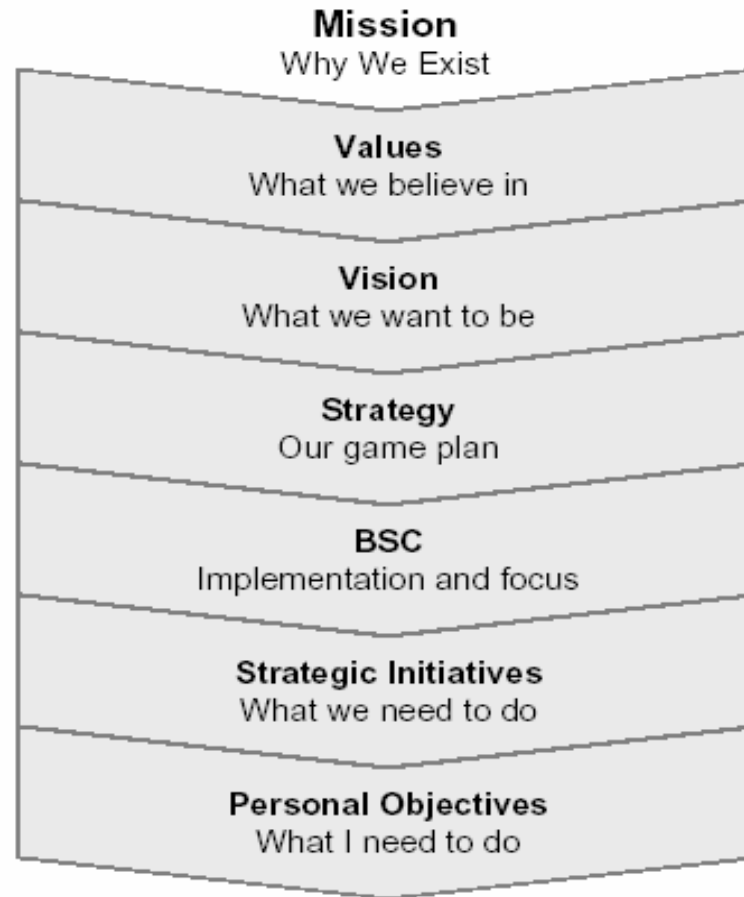 Mission
Why We Exist
Values
What we believe in
Vision
What we want to be
Strategy
Our game plan
BSC
Implementation and focus
Strategic Initiatives
What we need to do
Personal Objectives
What I need to do